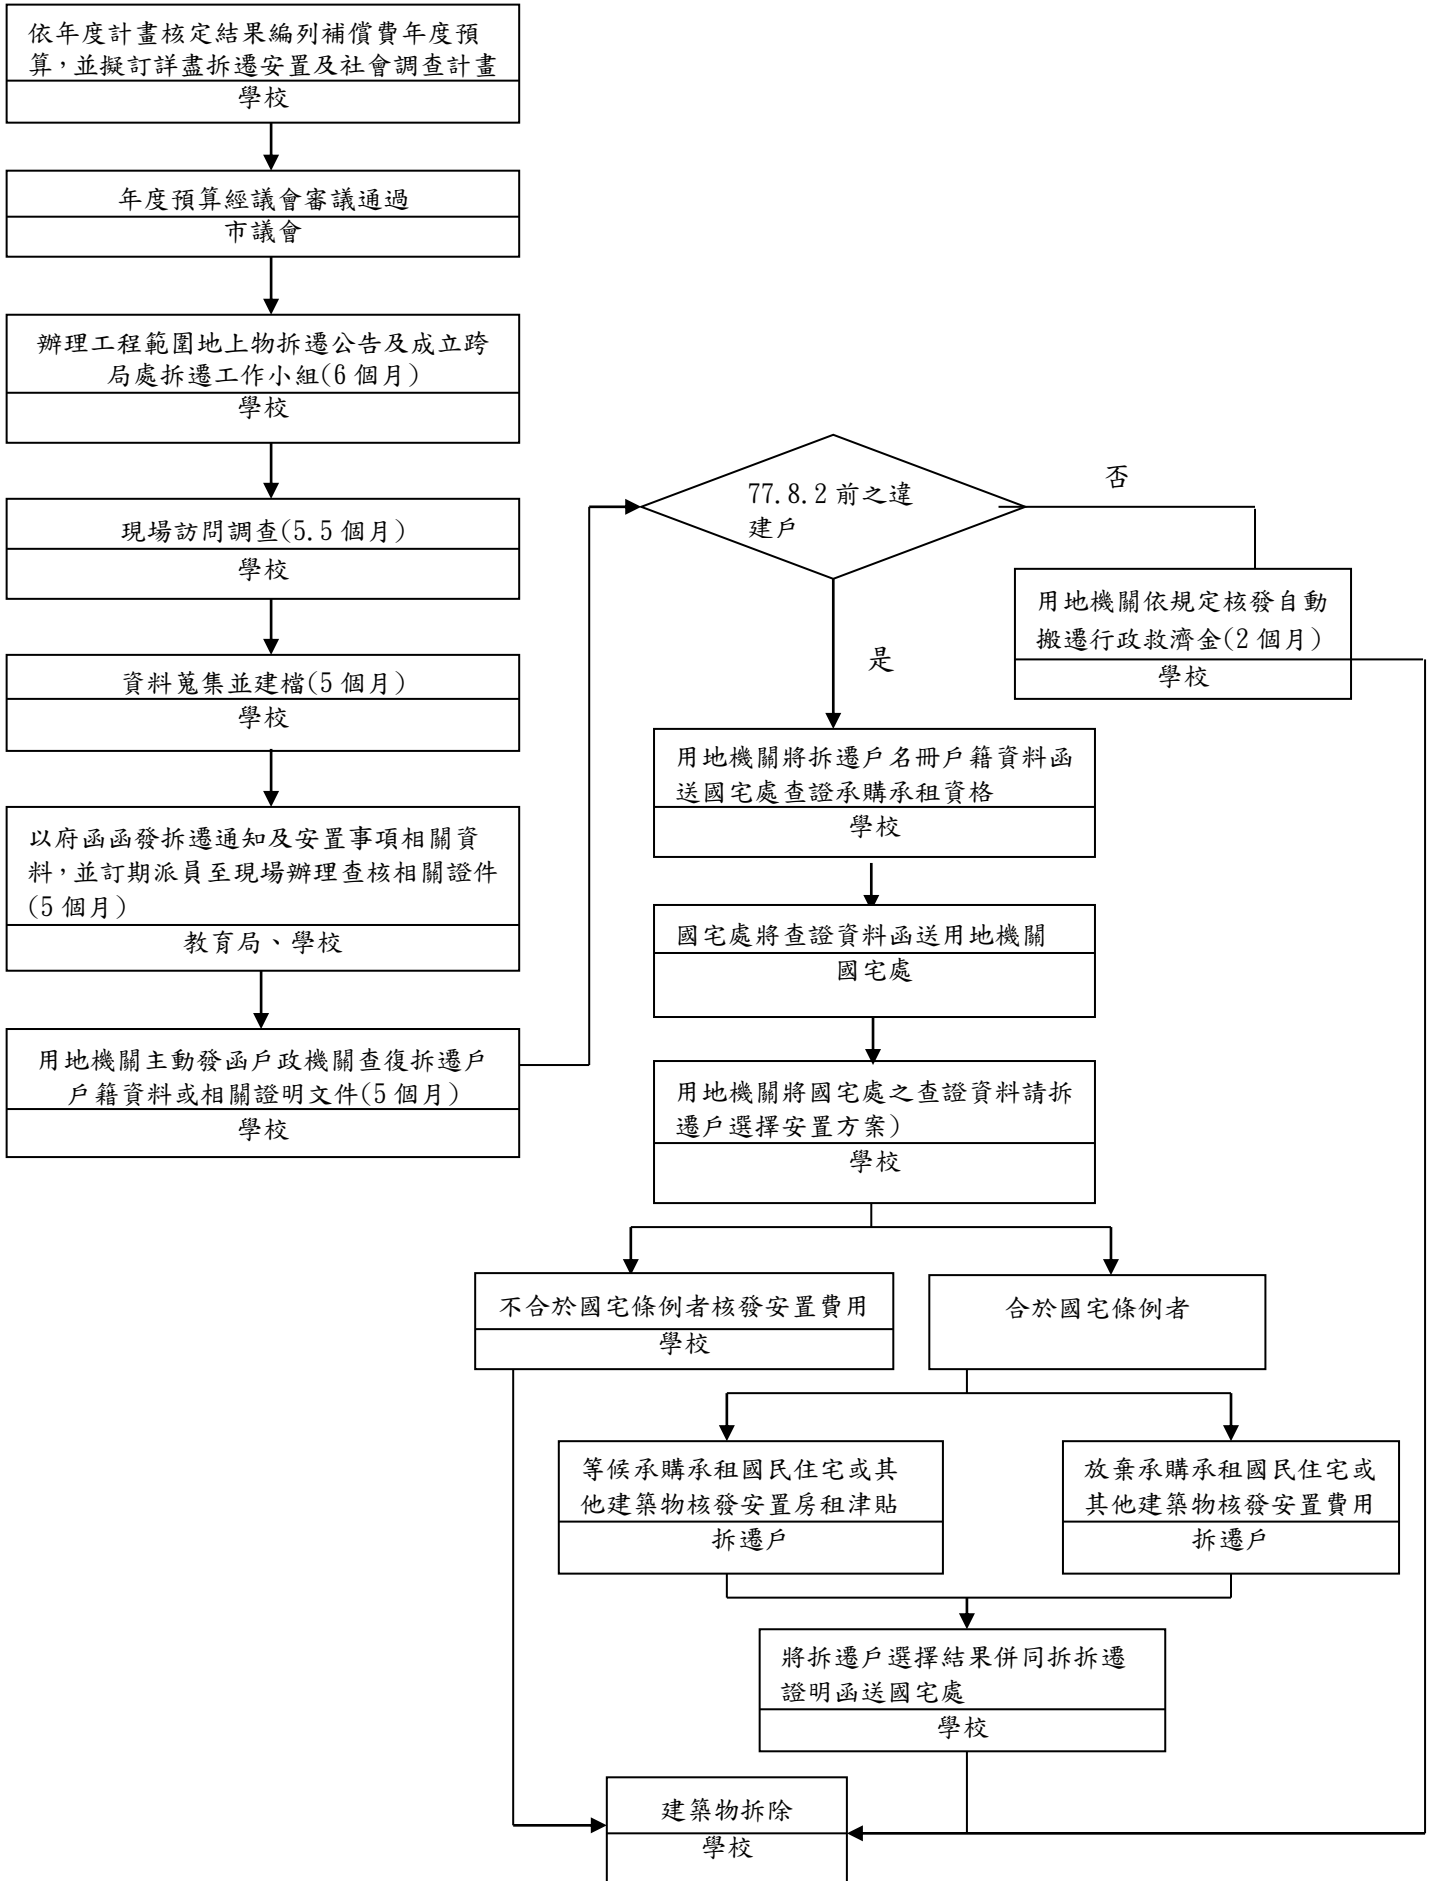 依年度計畫核定結果編列補償費年度預
算，並擬訂詳盡拆遷安置及社會調查計畫
學校
年度預算經議會審議通過
市議會
辦理工程範圍地上物拆遷公告及成立跨
局處拆遷工作小組(6 個月)
學校
現場訪問調查(5.5 個月)
學校
資料蒐集並建檔(5 個月)
學校
以府函函發拆遷通知及安置事項相關資
料，並訂期派員至現場辦理查核相關證件
(5 個月)
教育局、學校
用地機關主動發函戶政機關查復拆遷戶
戶籍資料或相關證明文件(5 個月)
學校
77.8.2 前之違
建戶
否
是
用地機關依規定核發自動
搬遷行政救濟金(2 個月)
學校
用地機關將拆遷戶名冊戶籍資料函
送國宅處查證承購承租資格
學校
國宅處將查證資料函送用地機關
國宅處
用地機關將國宅處之查證資料請拆
遷戶選擇安置方案)
學校
不合於國宅條例者核發安置費用
學校
合於國宅條例者
等候承購承租國民住宅或其
他建築物核發安置房租津貼
拆遷戶
放棄承購承租國民住宅或
其他建築物核發安置費用
拆遷戶
將拆遷戶選擇結果併同拆拆遷
證明函送國宅處
學校
建築物拆除
學校